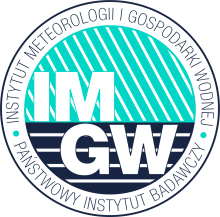 INSTYTUT METEOROLOGII I GOSPODARKI WODNEJ
IM
GW
• PAŃSTWOWY INSTYTUT BADAWCZY •